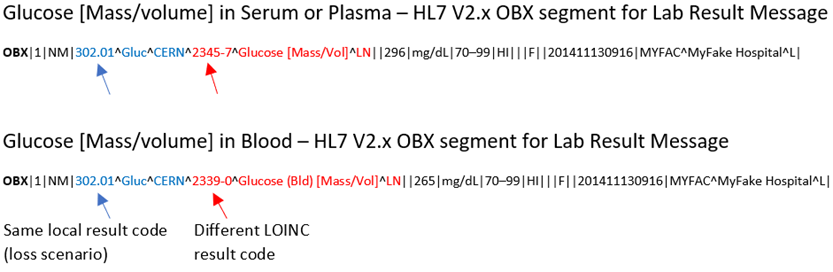 Glucose [Mass/volume] in Serum or Plasma – HL7 V2.x OBX segment for Lab Result Message
OBX|1|NM|302.01^Gluc^CERN^2345-7^Glucose [Mass/Vol]^LN||296|mg/dL|70–99|HI|||F||201411130916|MYFAC^MyFake Hospital^L|
Glucose [Mass/volume] in Blood – HL7 V2.x OBX segment for Lab Result Message
OBX|1|NM|302.01^Gluc^CERN^2339-0^Glucose (Bld) [Mass/Vol]^LN||265|mg/dL|70–99|HI|||F||201411130916|MYFAC^MyFake Hospital^L|
Same local result code
(loss scenario)
Different LOINC
result code